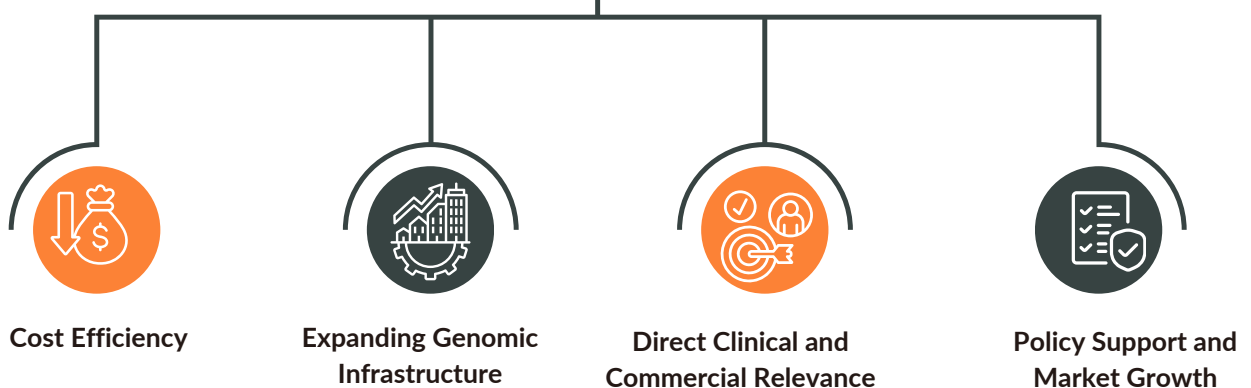 $
Cost Efficiency
Expanding Genomic
Infrastructure
Direct Clinical and
Commercial Relevance
Policy Support and
Market Growth